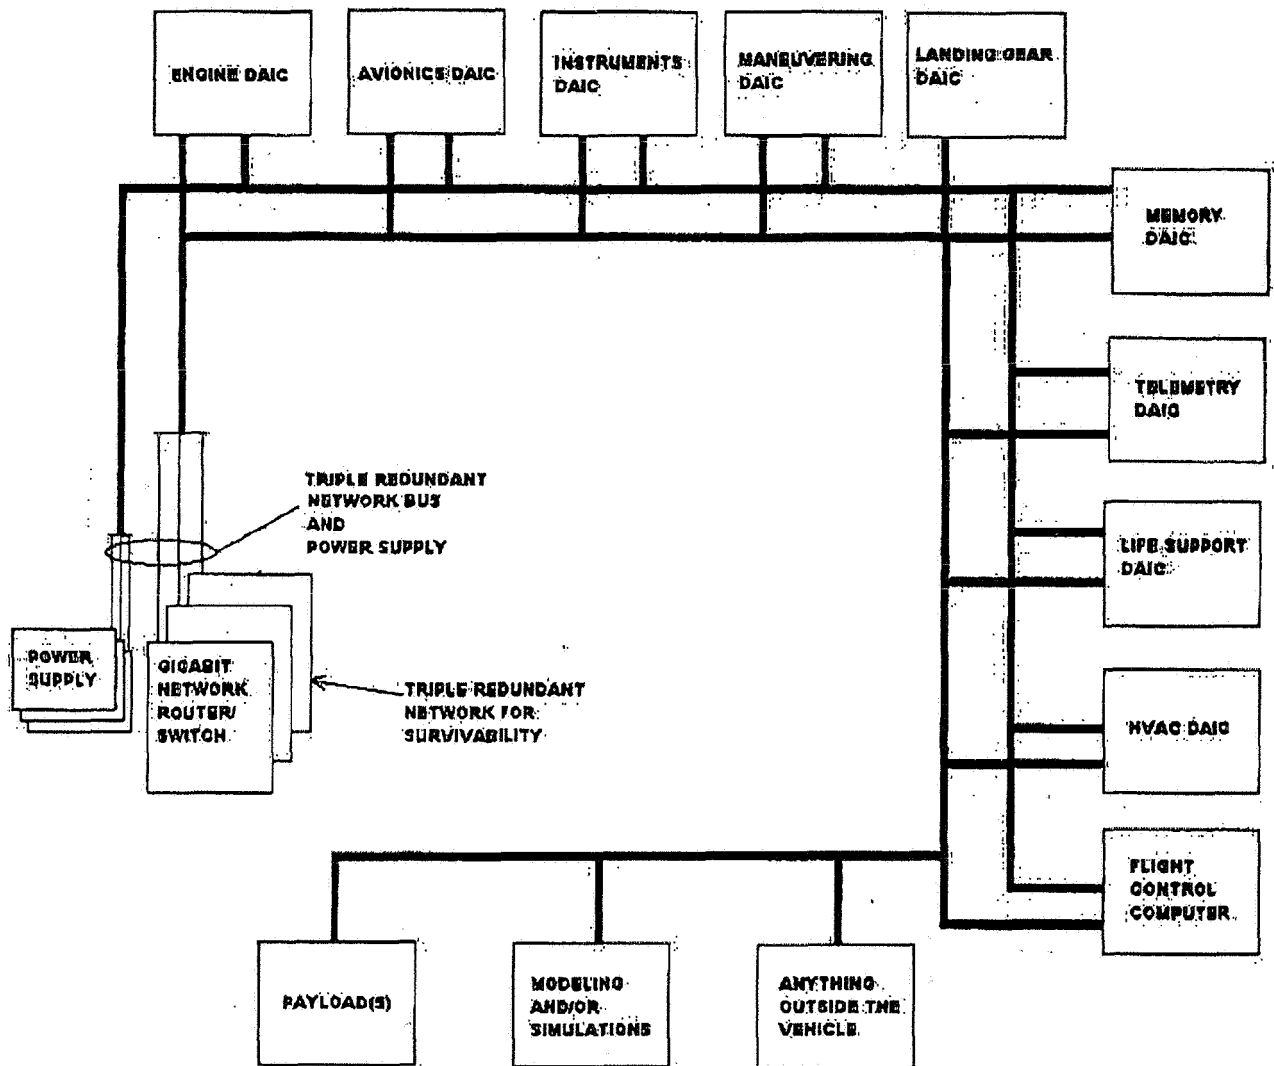 ENGINE DAIC
AVIONICS DAIC
INSTRUMENTS
DAIC
MANEUVERING
DAIC
LANDING GEAR
DAIC
MEMORY
DAIC
TELEMETRY
DAIC
TRIPLE REDUNDANT
NETWORK BUS
AND
POWER SUPPLY
LIFE SUPPORT
DAIC
POWER
SUPPLY
GIGABIT
NETWORK
ROUTER/
SWITCH
TRIPLE REDUNDANT
NETWORK FOR
SURVIVABILITY
HVAC DAIC
FLIGHT
CONTROL
COMPUTER
PAYLOAD(S)
MODELING
AND/OR
SIMULATIONS
ANYTHING
OUTSIDE THE
VEHICLE